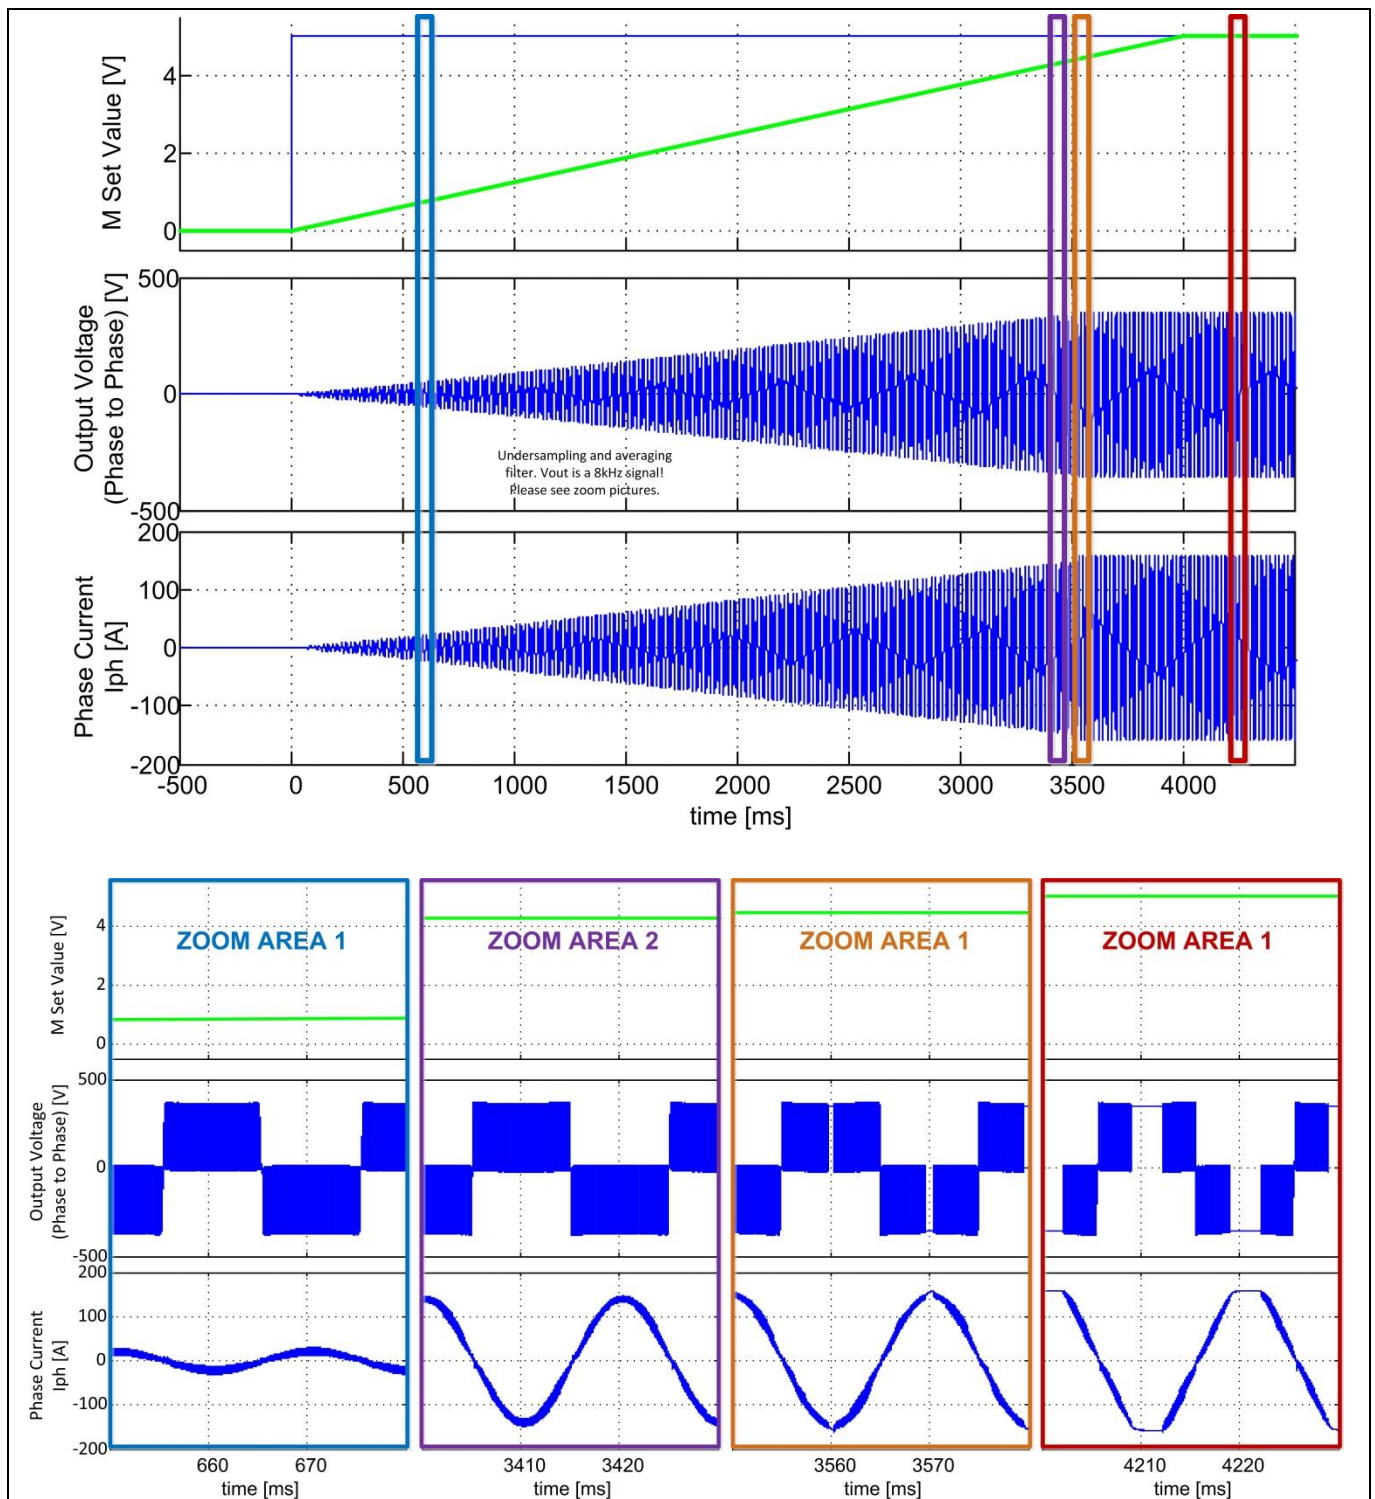 M Set Value [V]
4
2
0
Output Voltage
(Phase to Phase) [V]
500
0
-500
Undersampling and averaging
filter. Vout is a 8kHz signal!
Please see zoom pictures.
Phase Current
Iph [A]
200
100
0
-100
-200
-500 0 500 1000 1500 2000 2500 3000 3500 4000
time [ms]
ZOOM AREA 1 ZOOM AREA 2 ZOOM AREA 1 ZOOM AREA 1
M Set Value [V]
4
2
0
Output Voltage
(Phase to Phase) [V]
500
0
-500
Phase Current
Iph [A]
200
100
0
-100
-200
660 670 3410 3420 3560 3570 4210 4220
time [ms] time [ms] time [ms] time [ms]